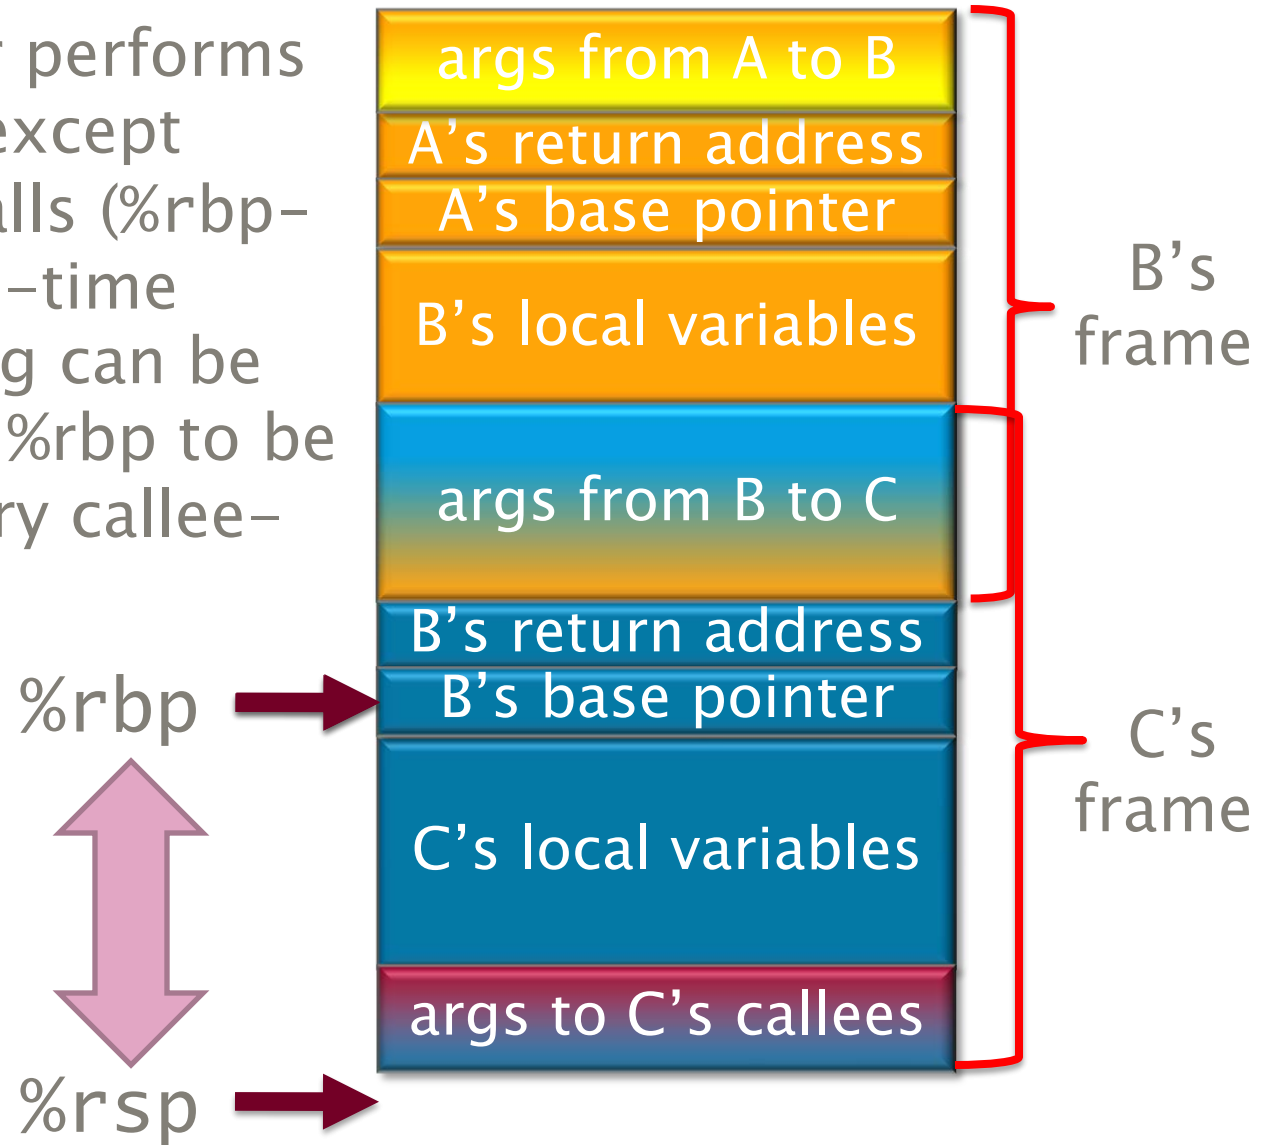 performs
except
alls (%rbp-
-time
g can be
%rbp to be
ry callee-
args from A to B
A's return address
A's base pointer
B's local variables
args from B to C
B's return address
B's base pointer
C's local variables
args to C's callees
B's
frame
C's
frame
%rbp
%rsp